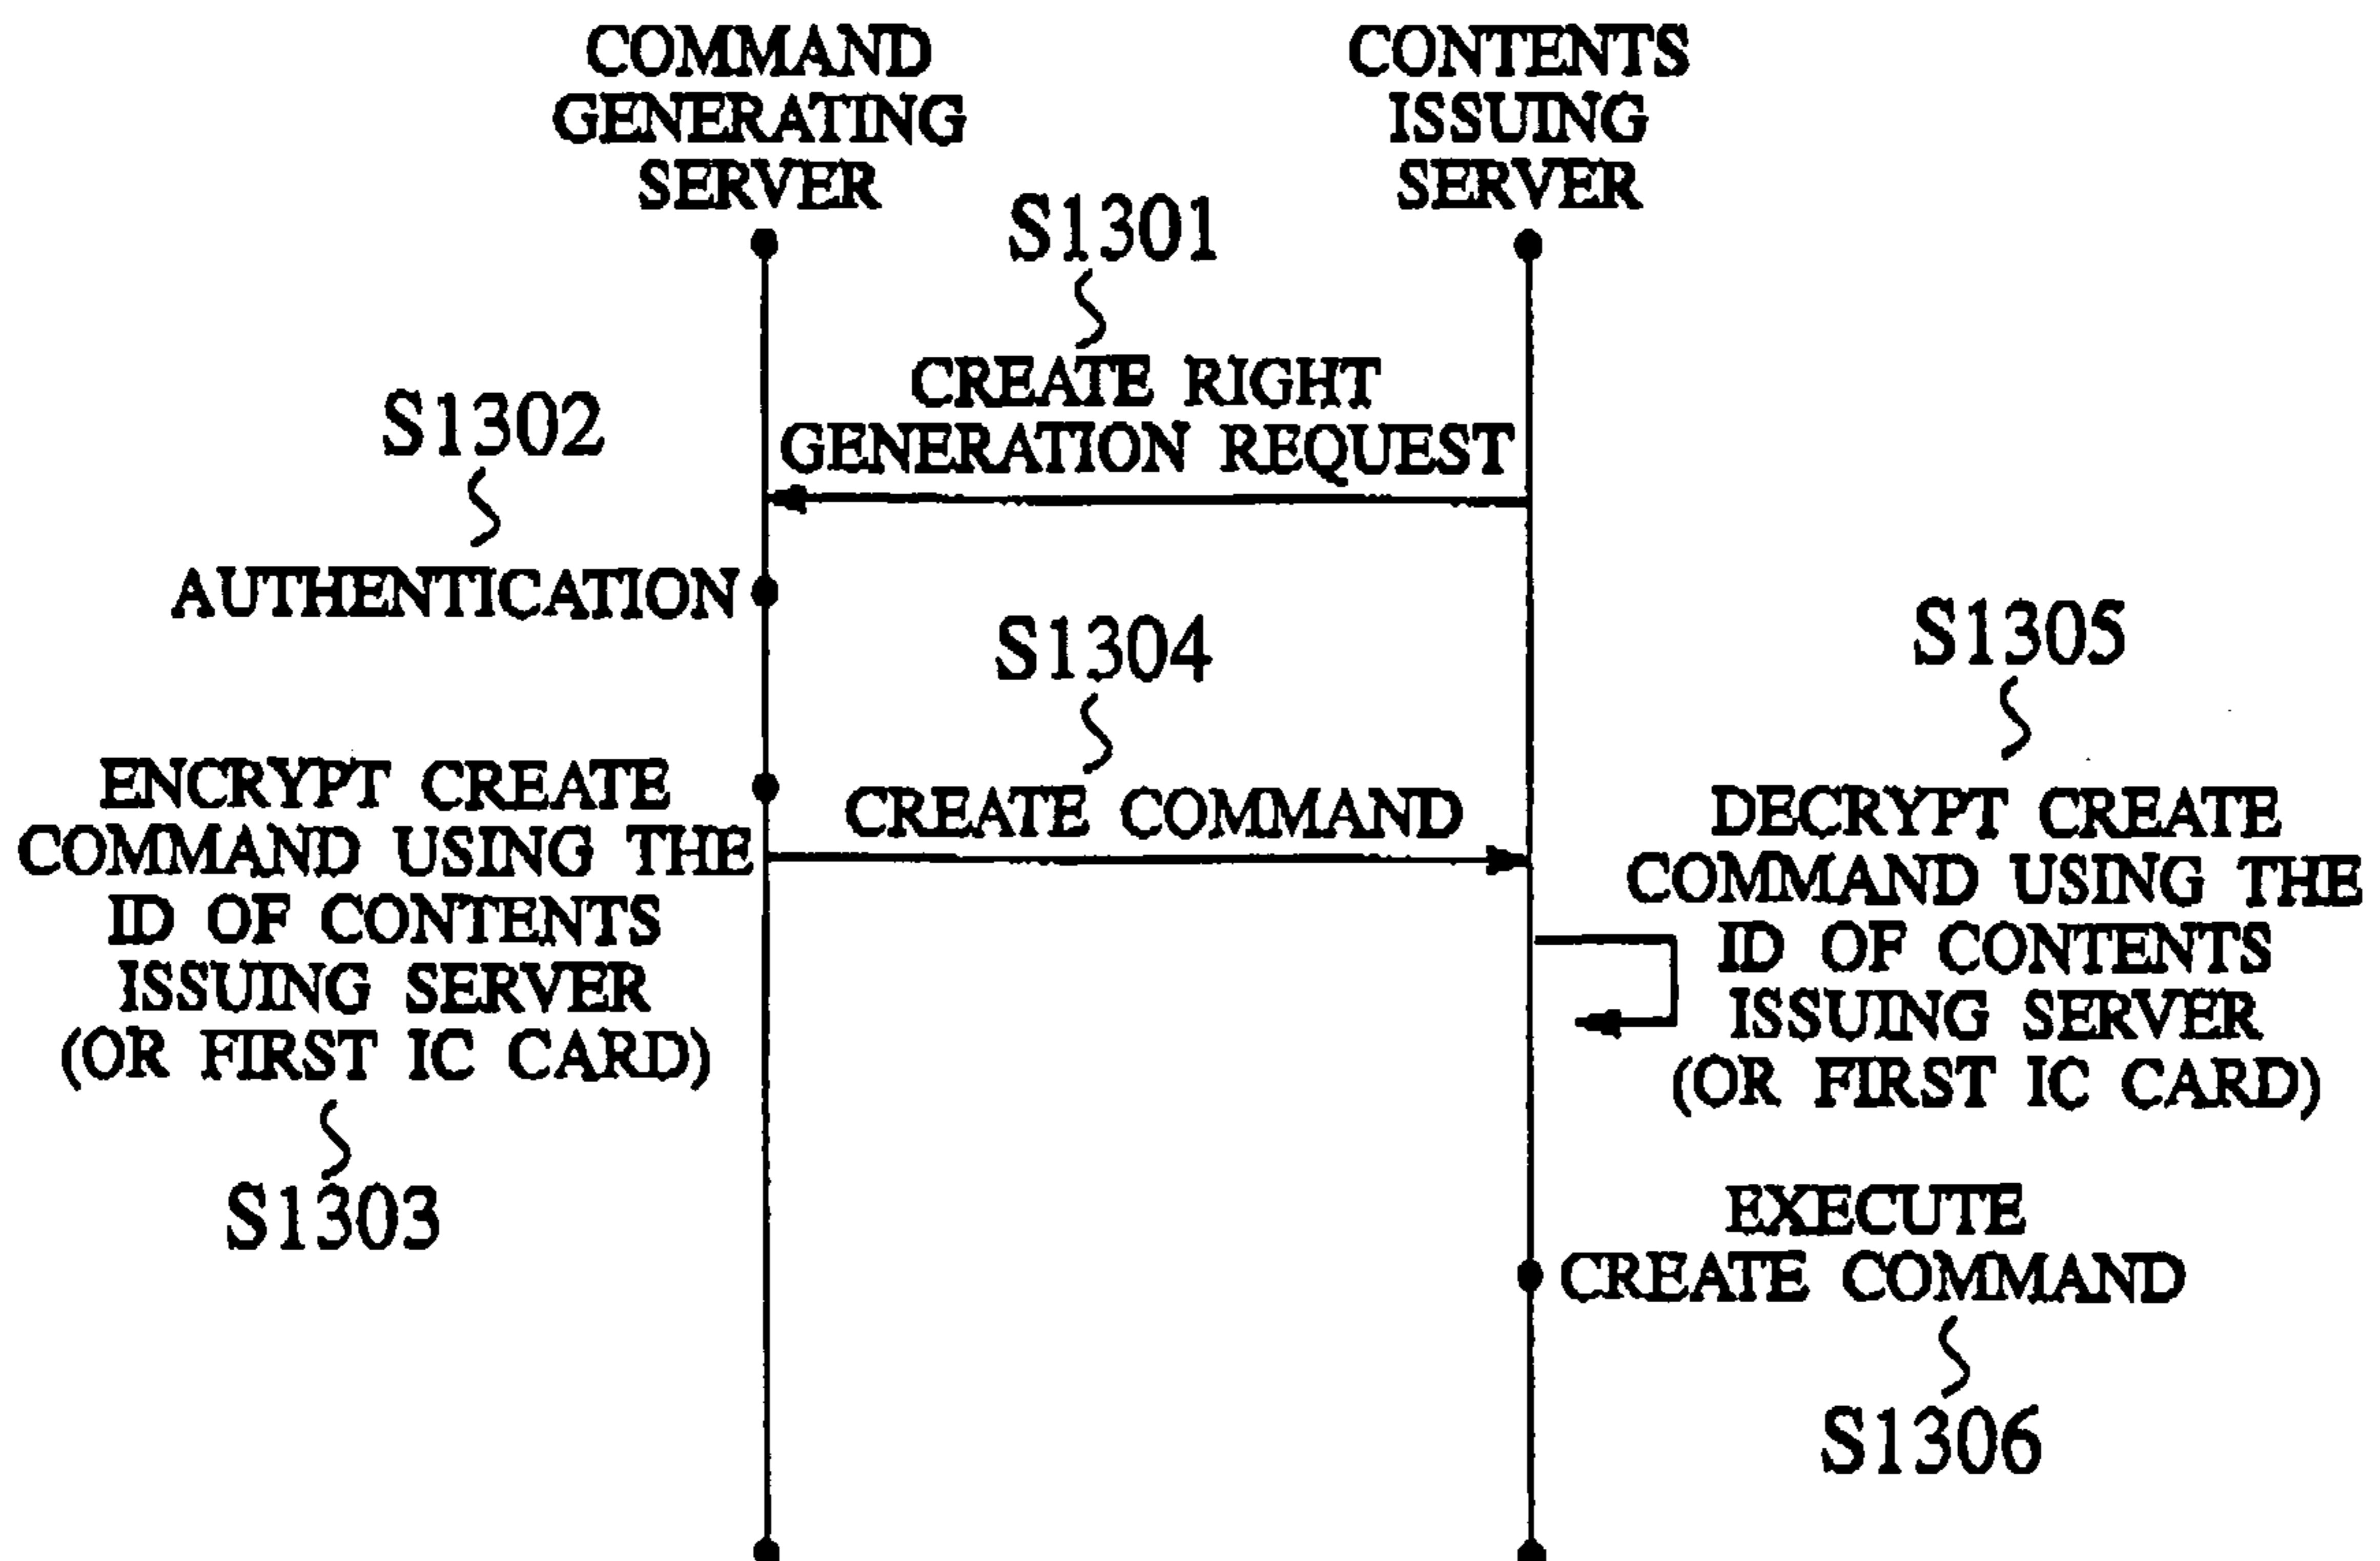 COMMAND
GENERATING
SERVER
CONTENTS
ISSUING
SERVER
S1301
CREATE RIGHT
GENERATION REQUEST
S1302
AUTHENTICATION
S1304
CREATE COMMAND
S1305
ENCRYPT CREATE
COMMAND USING THE
ID OF CONTENTS
ISSUING SERVER
(OR FIRST IC CARD)
S1303
DECRYPT CREATE
COMMAND USING THE
ID OF CONTENTS
ISSUING SERVER
(OR FIRST IC CARD)
EXECUTE
CREATE COMMAND
S1306